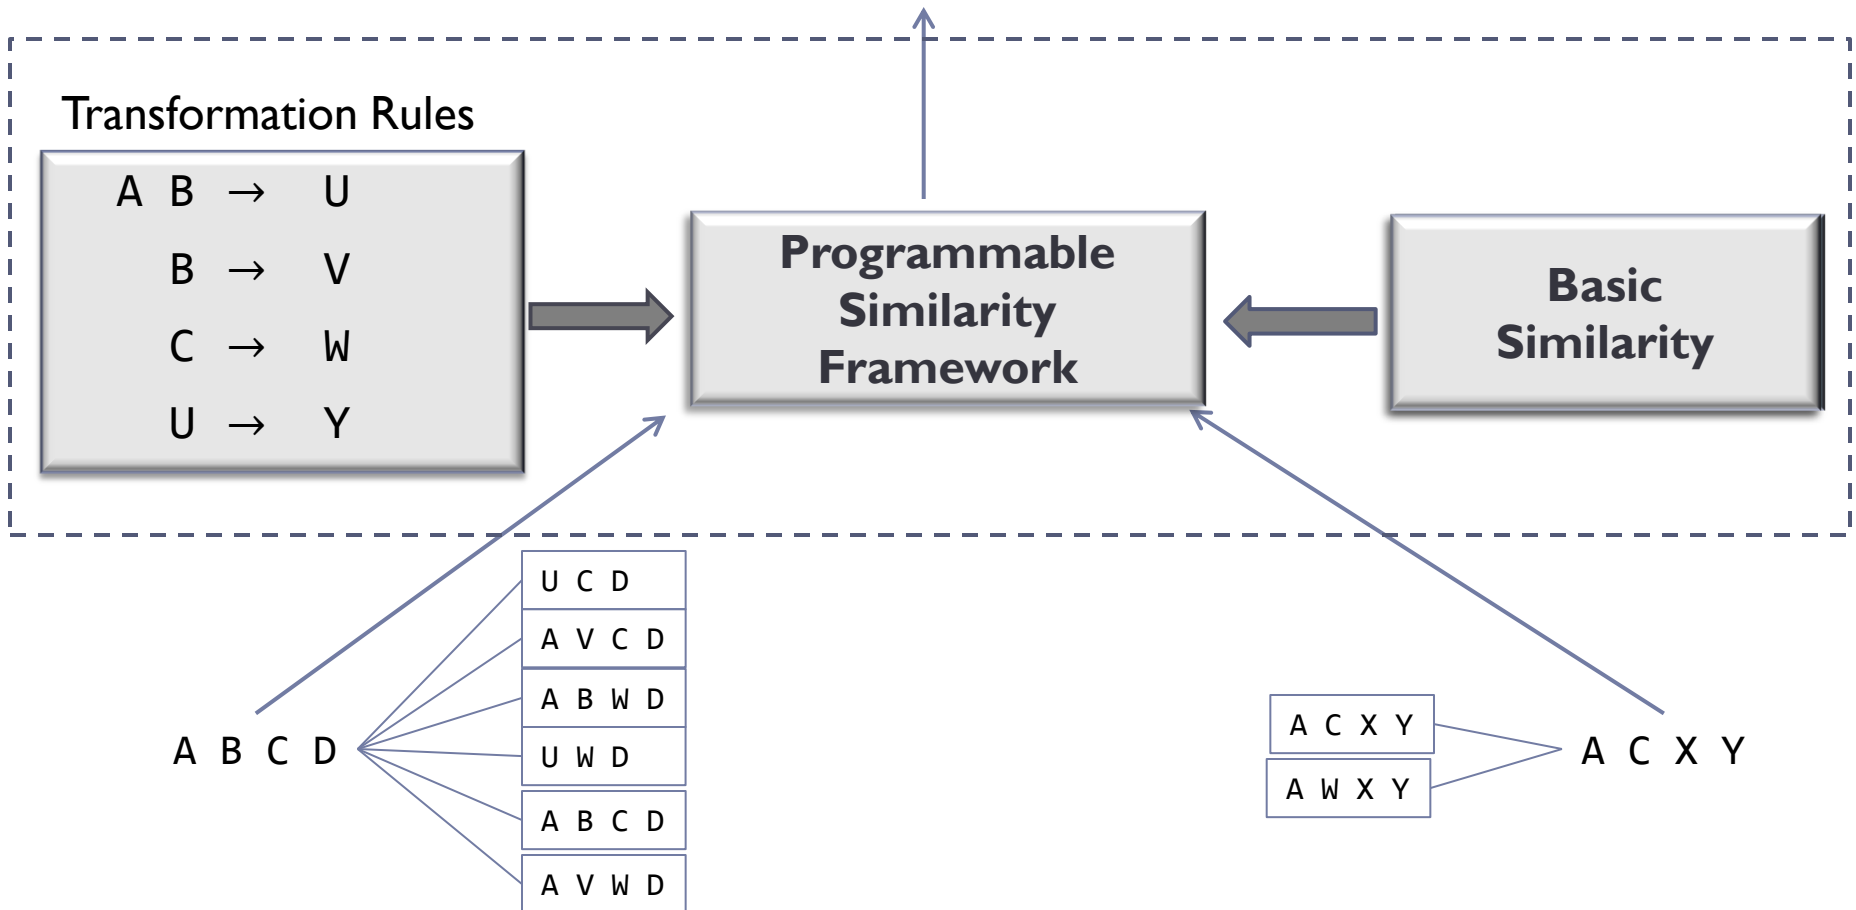 Transformation Rules
A B → U
B → V
C → W
U → Y
Programmable
Similarity
Framework
Basic
Similarity
A B C D
U C D
A V C D
A B W D
U W D
A B C D
A V W D
A C X Y
A W X Y
A C X Y